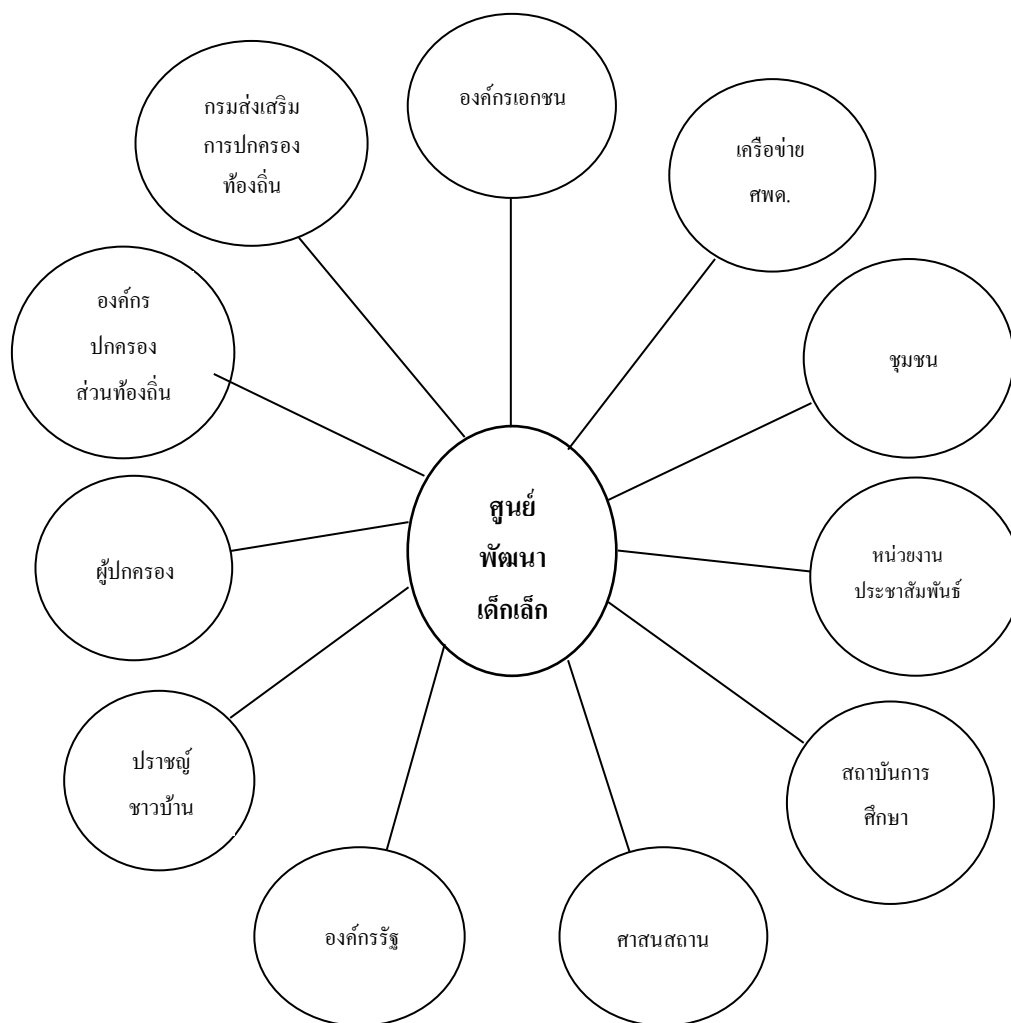 องค์กรเอกชน
กรมส่งเสริม
การปกครอง
ท้องถิ่น
เครือข่าย
ศพด.
องค์กร
ปกครอง
ส่วนท้องถิ่น
ชุมชน
ศูนย์
พัฒนา
เด็กเล็ก
ผู้ปกครอง
หน่วยงาน
ประชาสัมพันธ์
ปราชญ์
ชาวบ้าน
สถาบันการ
ศึกษา
องค์กรรัฐ
ศาสนสถาน